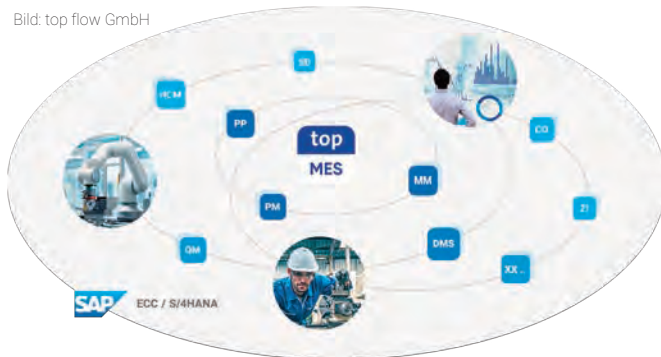 Bild: top flow GmbH
SD
HCM
PP
CO
top
MES
MM
ZI
PM
DMS
QM
XX ..
SAP
ECC / S/4HANA